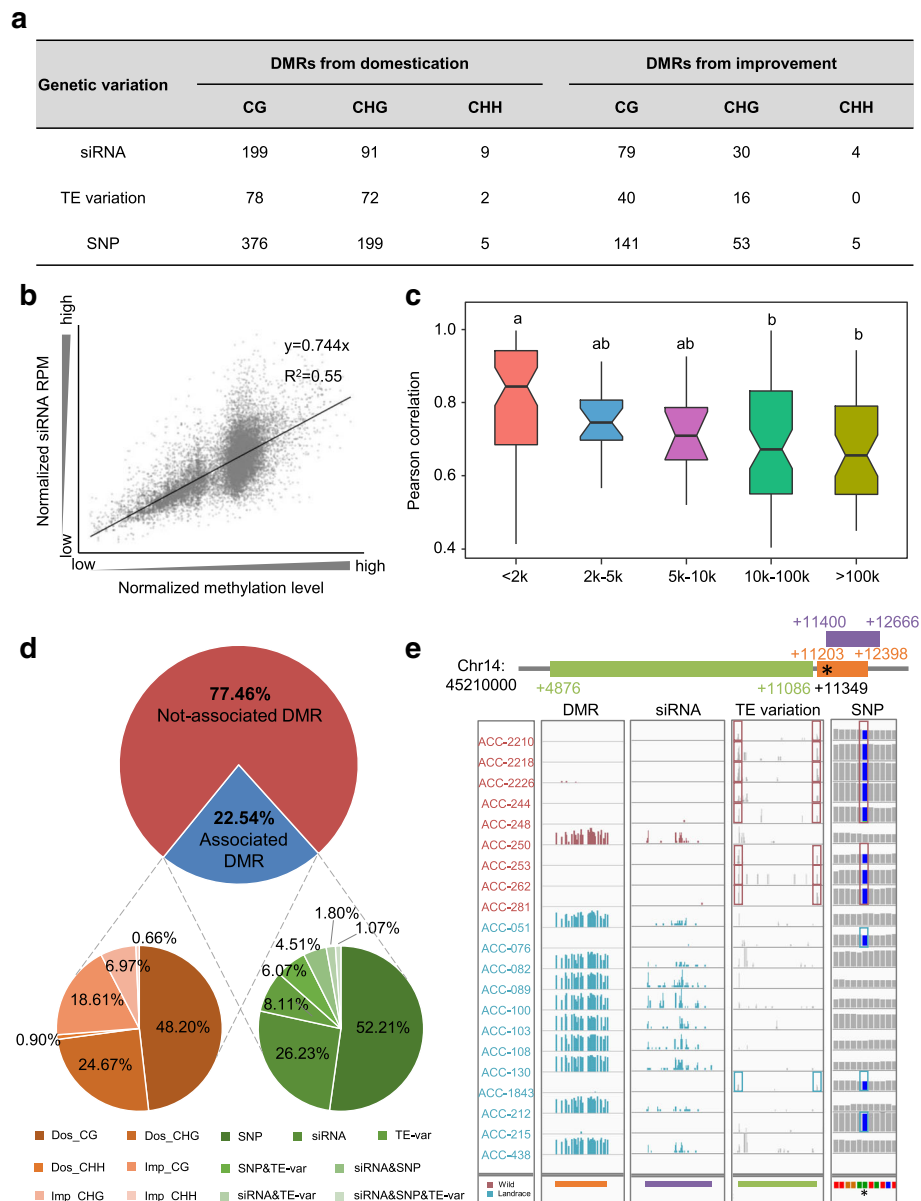 a
Genetic variation DMRs from domestication DMRs from improvement
CG CHG CHH CG CHG CHH
siRNA 199 91 9 79 30 4
TE variation 78 72 2 40 16 0
SNP 376 199 5 141 53 5
b
Normalized siRNA RPM
high
low
y=0.744x
R²=0.55
low
high
Normalized methylation level
c
Pearson correlation
1.0
0.8
0.6
0.4
a ab ab b b
<2k 2k-5k 5k-10k 10k-100k >100k
d
77.46%
Not-associated DMR
22.54%
Associated
DMR
0.66%
6.97%
18.61%
0.90%
24.67%
48.20%
1.80%
1.07%
4.51%
6.07%
8.11%
26.23%
52.21%
Dos_CG Dos_CHG SNP siRNA TE-var
Dos_CHH Imp_CG SNP&TE-var siRNA&SNP
Imp_CHG Imp_CHH siRNA&TE-var siRNA&SNP&TE-var
e
+11400 +12666
+11203 +12398
Chr14:
45210000
*
+4876 +11086 +11349
DMR siRNA TE variation SNP
ACC-2210
ACC-2218
ACC-2226
ACC-244
ACC-248
ACC-250
ACC-253
ACC-262
ACC-281
ACC-051
ACC-076
ACC-082
ACC-089
ACC-100
ACC-103
ACC-108
ACC-130
ACC-1843
ACC-212
ACC-215
ACC-438
Wild
Landrace
*